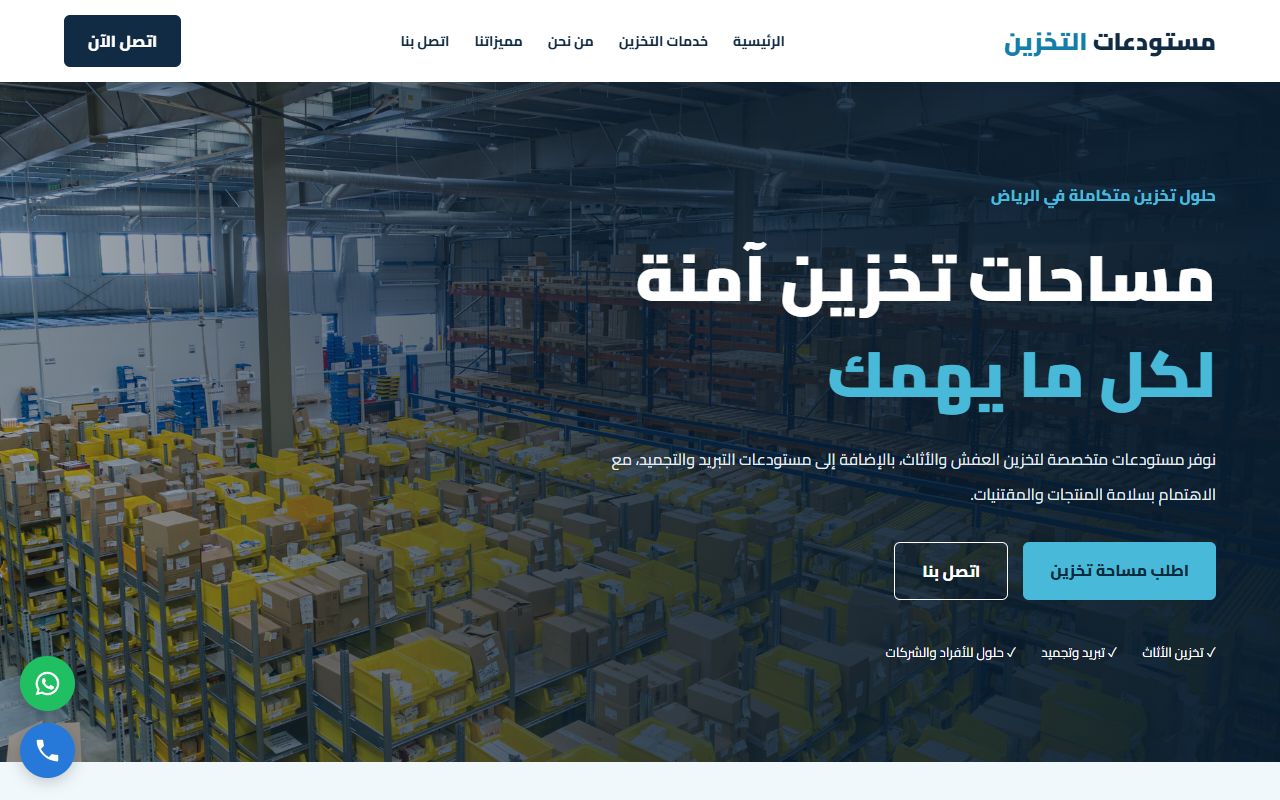 مستودعات التخزين
الرئيسية
خدمات التخزين
من نحن
مميزاتنا
اتصل بنا
اتصل الآن
حلول تخزين متكاملة في الرياض
مساحات تخزين آمنة
لكل ما يهمك
نوفر مستودعات متخصصة لتخزين العفش والأثاث، بالإضافة إلى مستودعات التبريد والتجميد، مع
الاهتمام بسلامة المنتجات والمقتنيات.
اطلب مساحة تخزين
اتصل بنا
✓ تخزين الأثاث
✓ تبريد وتجميد
✓ حلول للأفراد والشركات